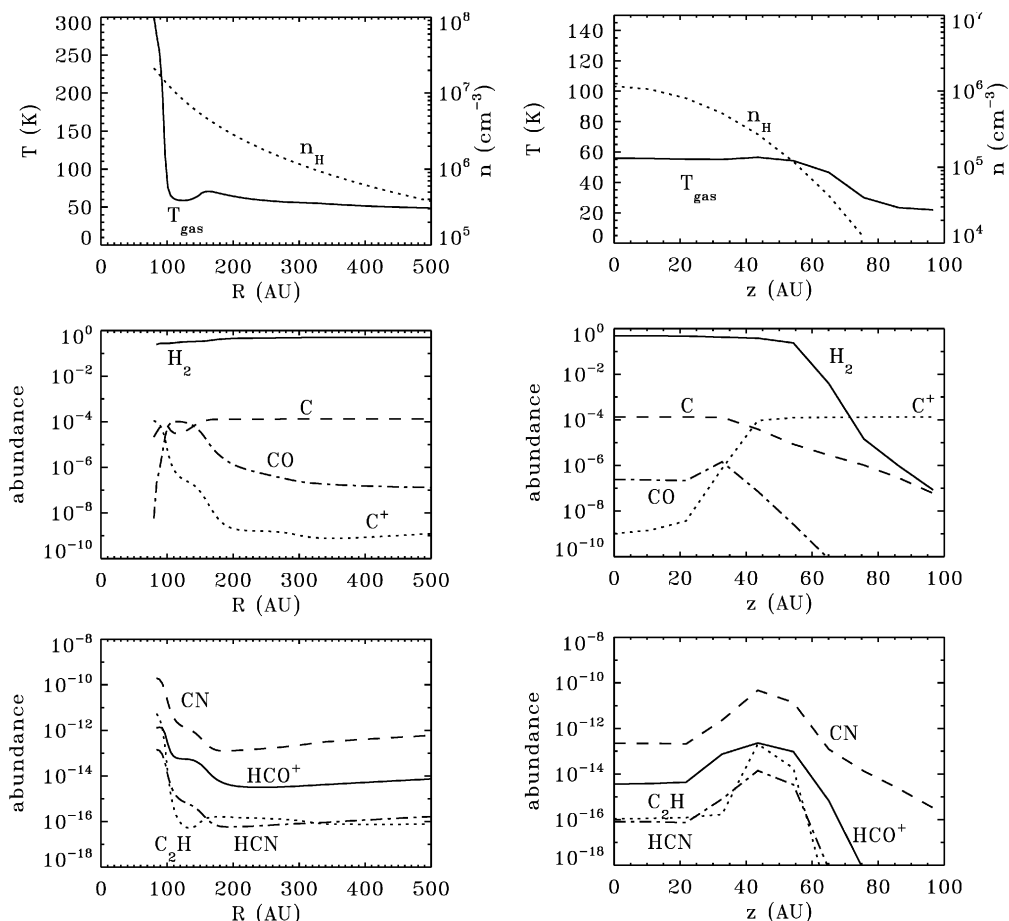 300
250
200
150
100
50
0
T (K)
10^8
10^7
10^6
10^5
n (cm^−3)
n_H
T_gas
0 100 200 300 400 500
R (AU)
140
120
100
80
60
40
20
0
T (K)
10^7
10^6
10^5
10^4
n (cm^−3)
n_H
T_gas
0 20 40 60 80 100
z (AU)
10^0
10^−2
10^−4
10^−6
10^−8
10^−10
abundance
H_2
C
CO
C^+
0 100 200 300 400 500
R (AU)
10^0
10^−2
10^−4
10^−6
10^−8
10^−10
abundance
H_2
C
C^+
CO
0 20 40 60 80 100
z (AU)
10^−8
10^−10
10^−12
10^−14
10^−16
10^−18
abundance
CN
HCO^+
C_2H
HCN
0 100 200 300 400 500
R (AU)
10^−8
10^−10
10^−12
10^−14
10^−16
10^−18
abundance
CN
C_2H
HCN
HCO^+
0 20 40 60 80 100
z (AU)